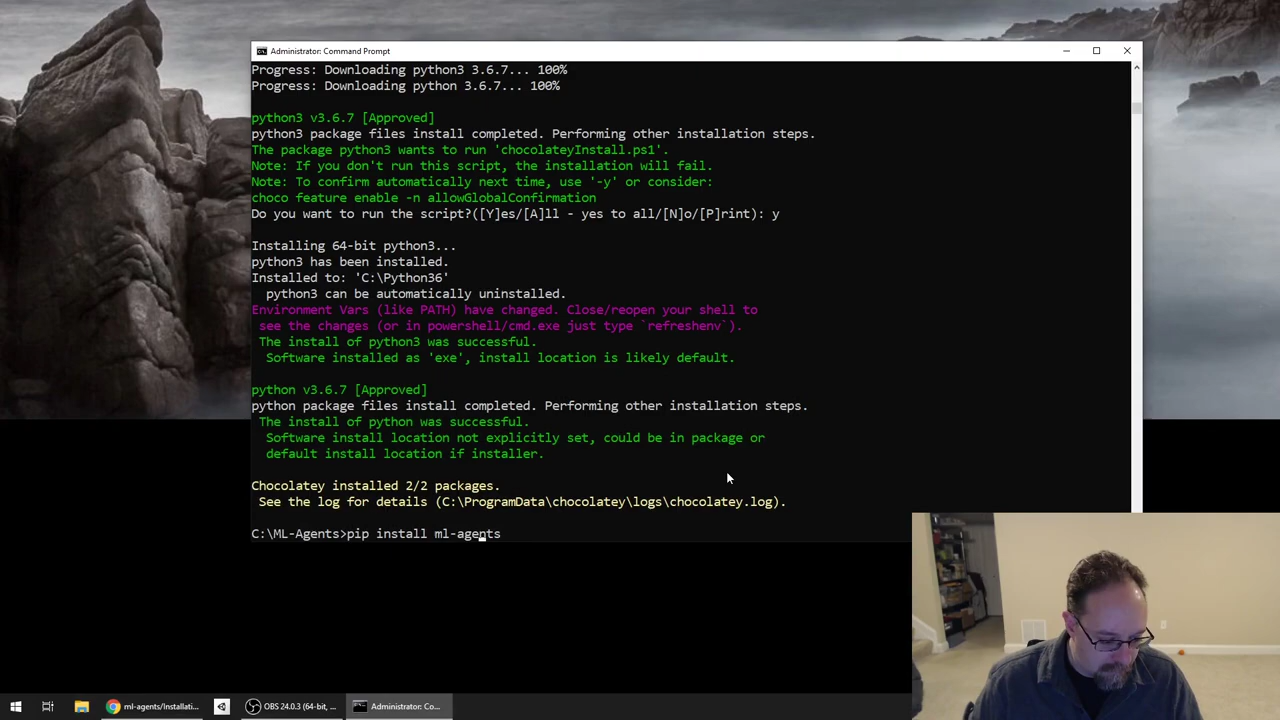 Administrator: Command Prompt
Progress: Downloading python3 3.6.7... 100%
Progress: Downloading python 3.6.7... 100%
python3 v3.6.7 [Approved]
python3 package files install completed. Performing other installation steps.
The package python3 wants to run 'chocolateyInstall.ps1'.
Note: If you don't run this script, the installation will fail.
Note: To confirm automatically next time, use '-y' or consider:
choco feature enable -n allowGlobalConfirmation
Do you want to run the script?([Y]es/[A]ll - yes to all/[N]o/[P]rint): y
Installing 64-bit python3...
python3 has been installed.
Installed to: 'C:\Python36'
python3 can be automatically uninstalled.
Environment Vars (like PATH) have changed. Close/reopen your shell to
see the changes (or in powershell/cmd.exe just type `refreshenv`).
The install of python3 was successful.
Software installed as 'exe', install location is likely default.
python v3.6.7 [Approved]
python package files install completed. Performing other installation steps.
The install of python was successful.
Software install location not explicitly set, could be in package or
default install location if installer.
Chocolatey installed 2/2 packages.
See the log for details (C:\ProgramData\chocolatey\logs\chocolatey.log).
C:\ML-Agents>pip install ml-agents
ml-agents/Installati...
OBS 24.0.3 (64-bit, ...
Administrator: Co...